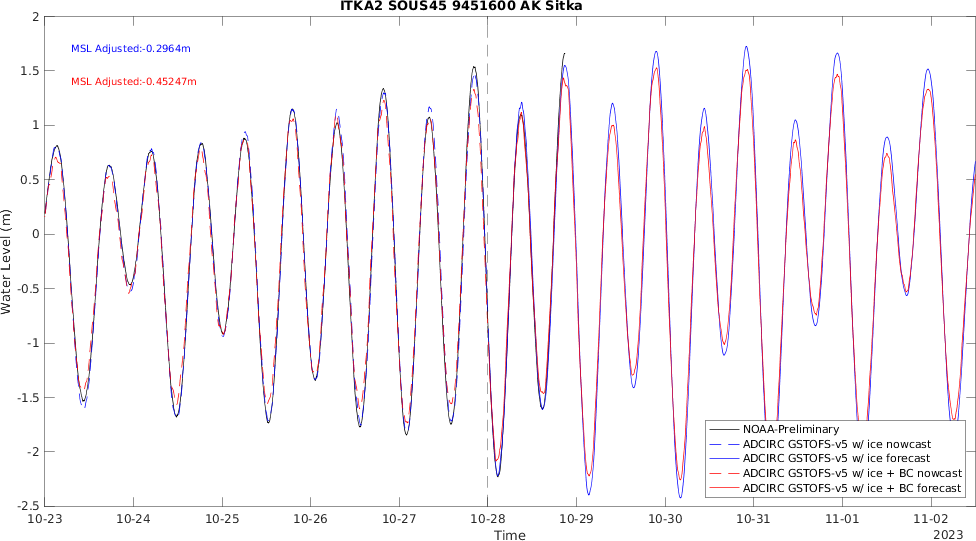 ITKA2 SOUS45 9451600 AK Sitka
MSL Adjusted:-0.2964m
MSL Adjusted:-0.45247m
Water Level (m)
2
1.5
1
0.5
0
-0.5
-1
-1.5
-2
-2.5
NOAA-Preliminary
ADCIRC GSTOFS-v5 w/ ice nowcast
ADCIRC GSTOFS-v5 w/ ice forecast
ADCIRC GSTOFS-v5 w/ ice + BC nowcast
ADCIRC GSTOFS-v5 w/ ice + BC forecast
10-23 10-24 10-25 10-26 10-27 10-28 10-29 10-30 10-31 11-01 11-02
Time
2023